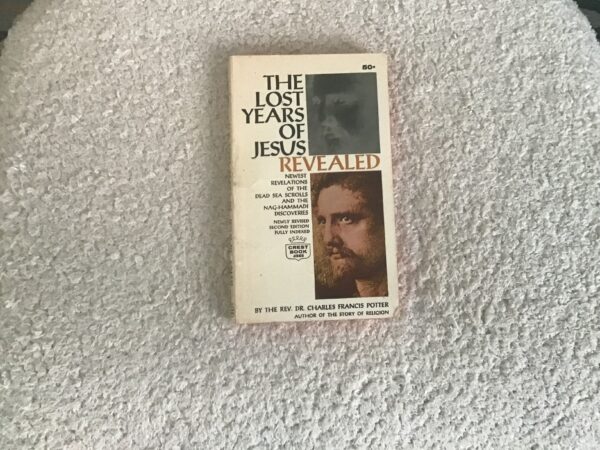 50¢
THE
LOST
YEARS
OF
JESUS
REVEALED
NEWEST
REVELATIONS
OF THE
DEAD SEA SCROLLS
AND THE
NAG-HAMMADI
DISCOVERIES
NEWLY REVISED
SECOND EDITION
FULLY INDEXED
CREST
BOOK
BY THE REV. DR. CHARLES FRANCIS POTTER
AUTHOR OF THE STORY OF RELIGION